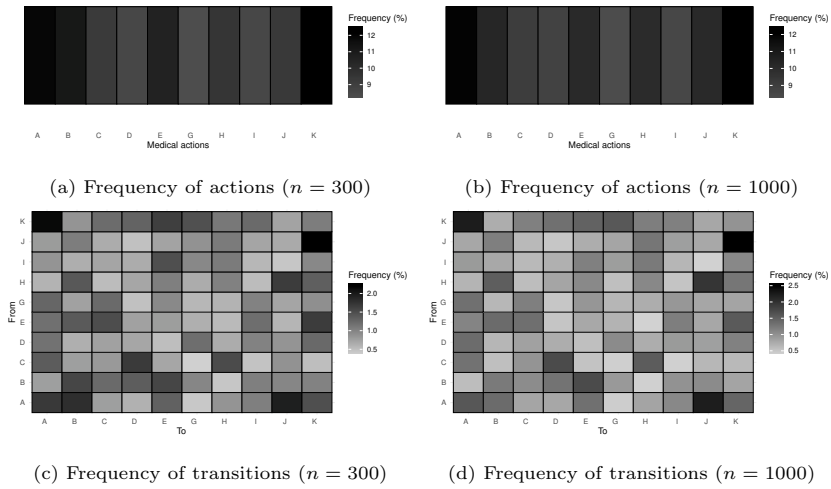 Frequency (%)
12
11
10
9
A B C D E G H I J K
Medical actions
Frequency (%)
12
11
10
9
A B C D E G H I J K
Medical actions
(a) Frequency of actions (n = 300)
(b) Frequency of actions (n = 1000)
K
J
I
H
G
E
D
C
B
A
From
A B C D E G H I J K
To
Frequency (%)
2.0
1.5
1.0
0.5
K
J
I
H
G
E
D
C
B
A
From
A B C D E G H I J K
To
Frequency (%)
2.5
2.0
1.5
1.0
0.5
(c) Frequency of transitions (n = 300)
(d) Frequency of transitions (n = 1000)